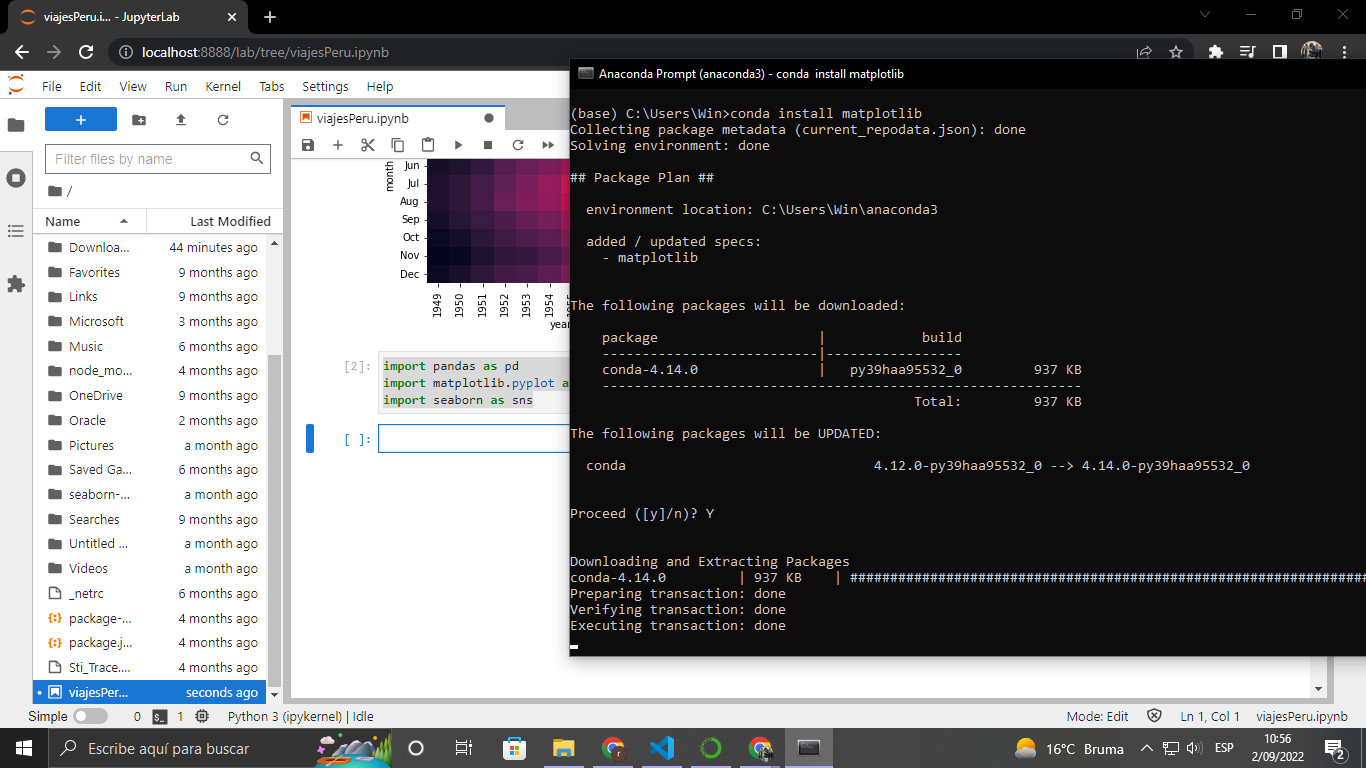 viajesPeru.i... - JupyterLab
localhost:8888/lab/tree/viajesPeru.ipynb
File Edit View Run Kernel Tabs Settings Help
Filter files by name
/
Name Last Modified
Downloa... 44 minutes ago
Favorites 9 months ago
Links 9 months ago
Microsoft 3 months ago
Music 6 months ago
node_mo... 4 months ago
OneDrive 9 months ago
Oracle 2 months ago
Pictures a month ago
Saved Ga... 6 months ago
seaborn-... a month ago
Searches 9 months ago
Untitled ... a month ago
Videos a month ago
_netrc 6 months ago
package-... 4 months ago
package.j... 4 months ago
Sti_Trace.... 4 months ago
viajesPer... seconds ago
viajesPeru.ipynb
month
Jun
Jul
Aug
Sep
Oct
Nov
Dec
1949 1950 1951 1952 1953 1954
year
[2]:
import pandas as pd
import matplotlib.pyplot a
import seaborn as sns
[ ]:
Anaconda Prompt (anaconda3) - conda install matplotlib
(base) C:\Users\Win>conda install matplotlib
Collecting package metadata (current_repodata.json): done
Solving environment: done
## Package Plan ##
environment location: C:\Users\Win\anaconda3
added / updated specs:
- matplotlib
The following packages will be downloaded:
package | build
---------------------------|-----------------
conda-4.14.0 | py39haa95532_0 937 KB
------------------------------------------------------------
Total: 937 KB
The following packages will be UPDATED:
conda 4.12.0-py39haa95532_0 --> 4.14.0-py39haa95532_0
Proceed ([y]/n)? Y
Downloading and Extracting Packages
conda-4.14.0 | 937 KB | #################################################################
Preparing transaction: done
Verifying transaction: done
Executing transaction: done
Simple 0 1 Python 3 (ipykernel) | Idle Mode: Edit Ln 1, Col 1 viajesPeru.ipynb
Escribe aquí para buscar
16°C Bruma
ESP
10:56
2/09/2022
2